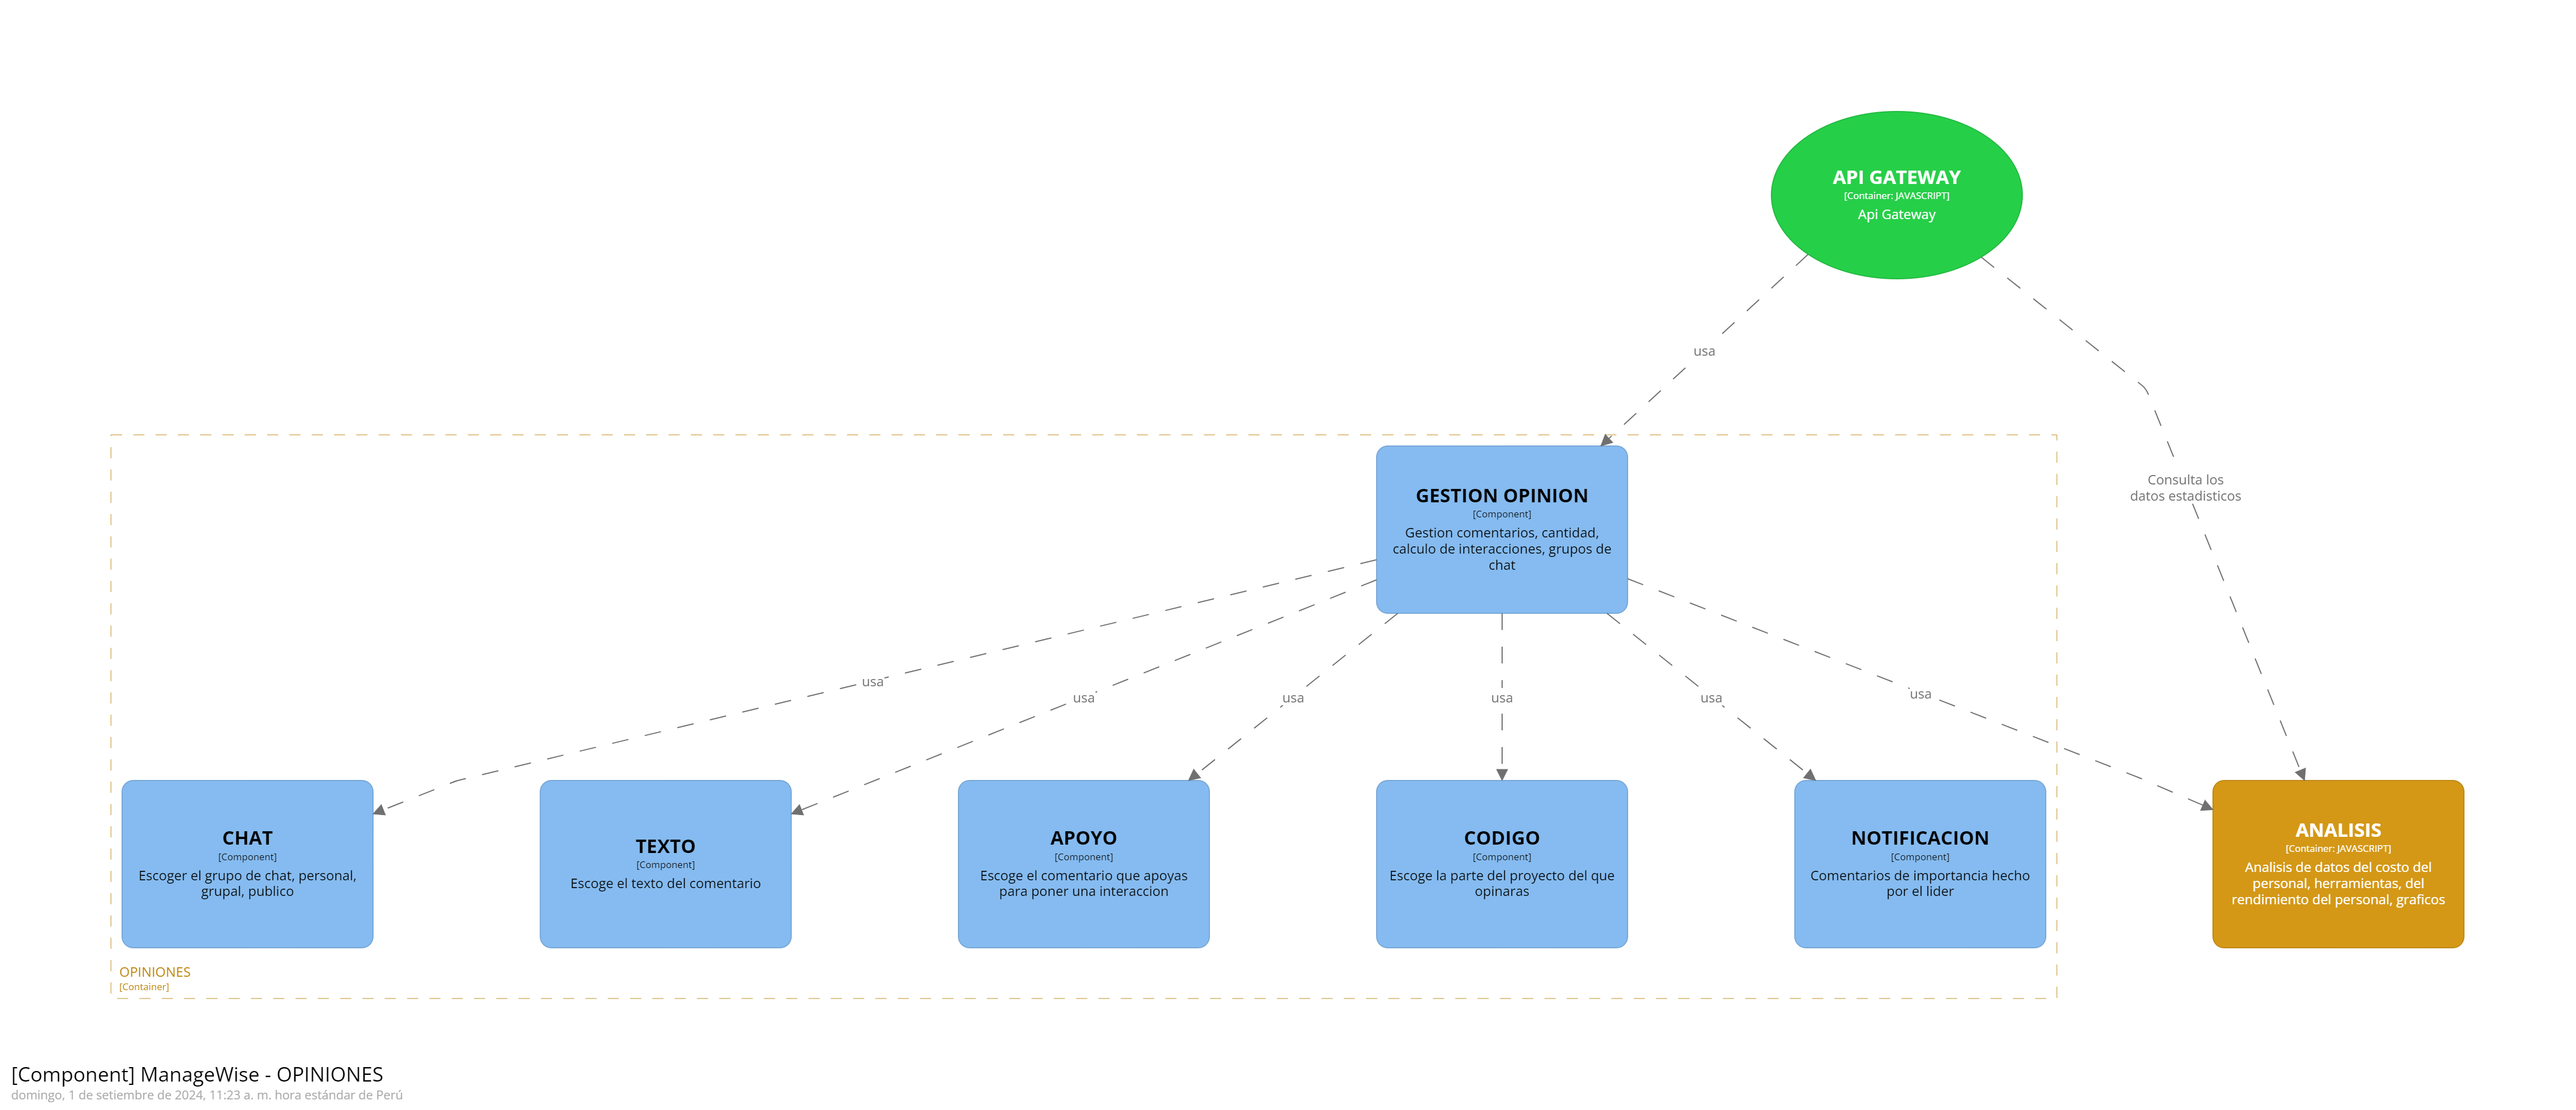 API GATEWAY
[Container: JAVASCRIPT]
Api Gateway
usa
Consulta los
datos estadisticos
GESTION OPINION
[Component]
Gestion comentarios, cantidad,
calculo de interacciones, grupos de
chat
usa
usa
usa
usa
usa
usa
CHAT
[Component]
Escoger el grupo de chat, personal,
grupal, publico
TEXTO
[Component]
Escoge el texto del comentario
APOYO
[Component]
Escoge el comentario que apoyas
para poner una interaccion
CODIGO
[Component]
Escoge la parte del proyecto del que
opinaras
NOTIFICACION
[Component]
Comentarios de importancia hecho
por el lider
ANALISIS
[Container: JAVASCRIPT]
Analisis de datos del costo del
personal, herramientas, del
rendimiento del personal, graficos
OPINIONES
[Container]
[Component] ManageWise - OPINIONES
domingo, 1 de setiembre de 2024, 11:23 a. m. hora estándar de Perú